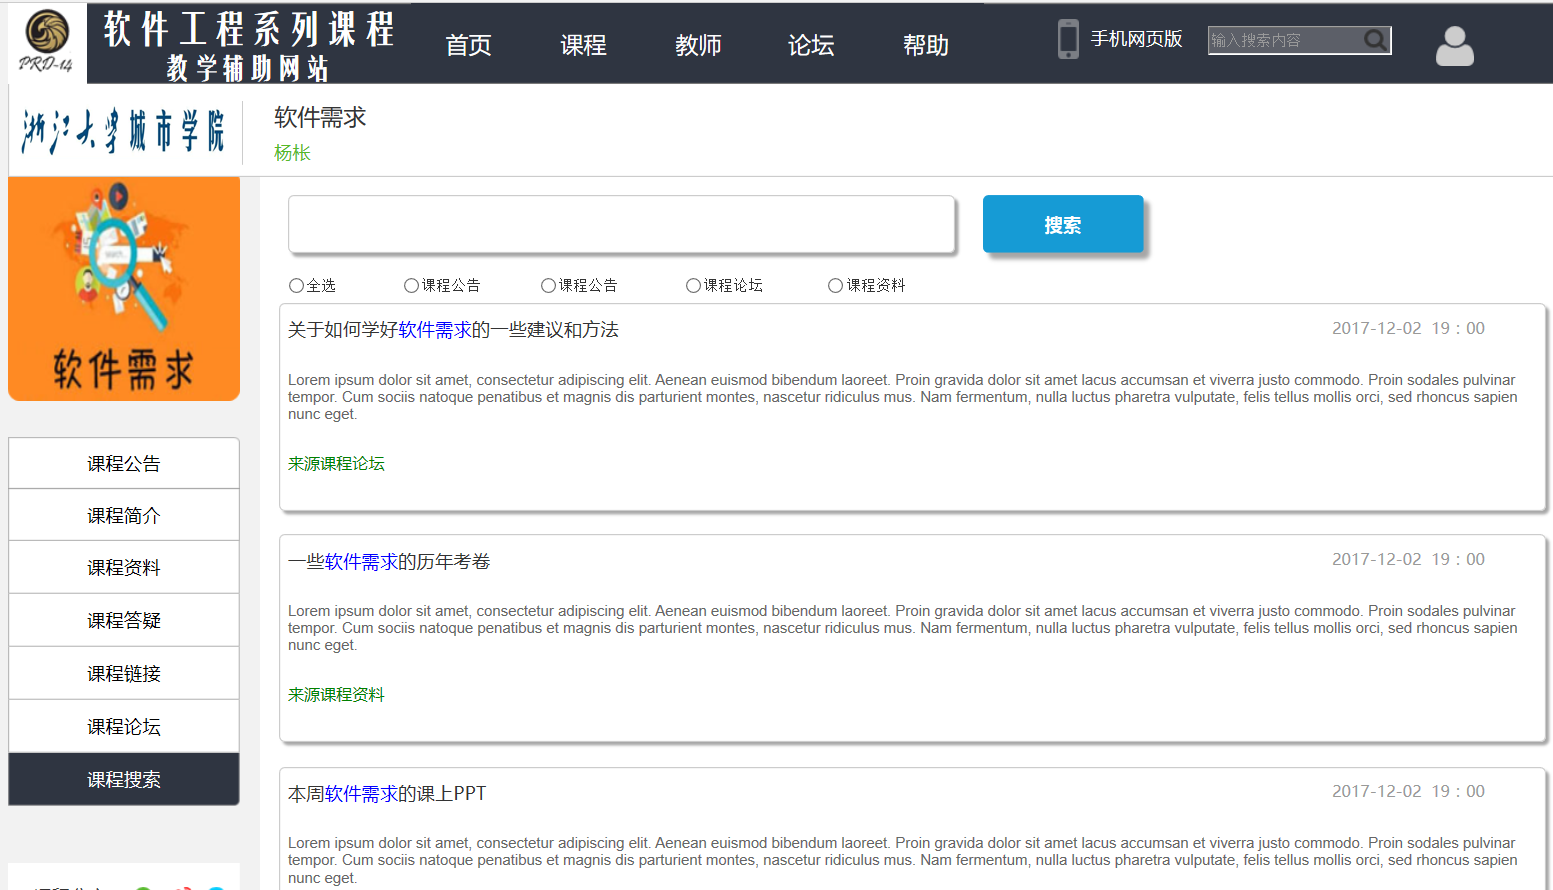 软件工程系列课程
教学辅助网站
PRD-14
首页
课程
教师
论坛
帮助
手机网页版
输入搜索内容
浙江大学城市学院
软件需求
杨枨
软件需求
课程公告
课程简介
课程资料
课程答疑
课程链接
课程论坛
课程搜索
搜索
全选
课程公告
课程公告
课程论坛
课程资料
关于如何学好软件需求的一些建议和方法
2017-12-02 19：00
Lorem ipsum dolor sit amet, consectetur adipiscing elit. Aenean euismod bibendum laoreet. Proin gravida dolor sit amet lacus accumsan et viverra justo commodo. Proin sodales pulvinar
tempor. Cum sociis natoque penatibus et magnis dis parturient montes, nascetur ridiculus mus. Nam fermentum, nulla luctus pharetra vulputate, felis tellus mollis orci, sed rhoncus sapien
nunc eget.
来源课程论坛
一些软件需求的历年考卷
2017-12-02 19：00
Lorem ipsum dolor sit amet, consectetur adipiscing elit. Aenean euismod bibendum laoreet. Proin gravida dolor sit amet lacus accumsan et viverra justo commodo. Proin sodales pulvinar
tempor. Cum sociis natoque penatibus et magnis dis parturient montes, nascetur ridiculus mus. Nam fermentum, nulla luctus pharetra vulputate, felis tellus mollis orci, sed rhoncus sapien
nunc eget.
来源课程资料
本周软件需求的课上PPT
2017-12-02 19：00
Lorem ipsum dolor sit amet, consectetur adipiscing elit. Aenean euismod bibendum laoreet. Proin gravida dolor sit amet lacus accumsan et viverra justo commodo. Proin sodales pulvinar
tempor. Cum sociis natoque penatibus et magnis dis parturient montes, nascetur ridiculus mus. Nam fermentum, nulla luctus pharetra vulputate, felis tellus mollis orci, sed rhoncus sapien
nunc eget.